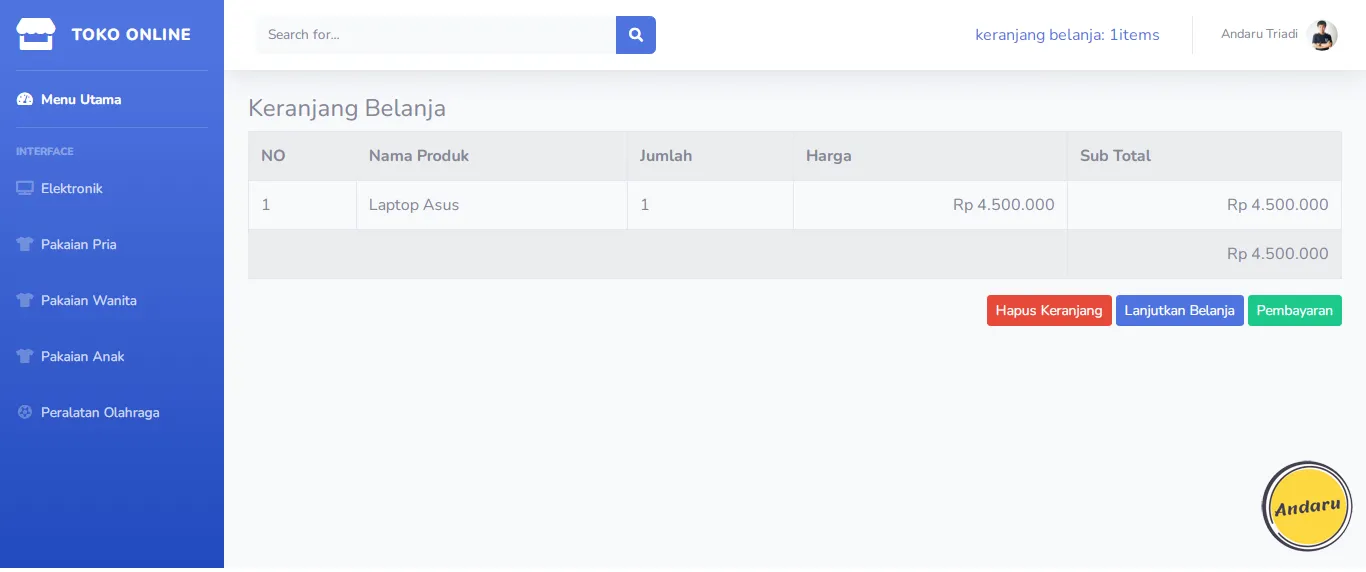 TOKO ONLINE
Search for...
keranjang belanja: 1items
Andaru Triadi
Menu Utama
INTERFACE
Elektronik
Pakaian Pria
Pakaian Wanita
Pakaian Anak
Peralatan Olahraga
Keranjang Belanja
NO Nama Produk Jumlah Harga Sub Total
1 Laptop Asus 1 Rp 4.500.000 Rp 4.500.000
Rp 4.500.000
Hapus Keranjang Lanjutkan Belanja Pembayaran
Andaru